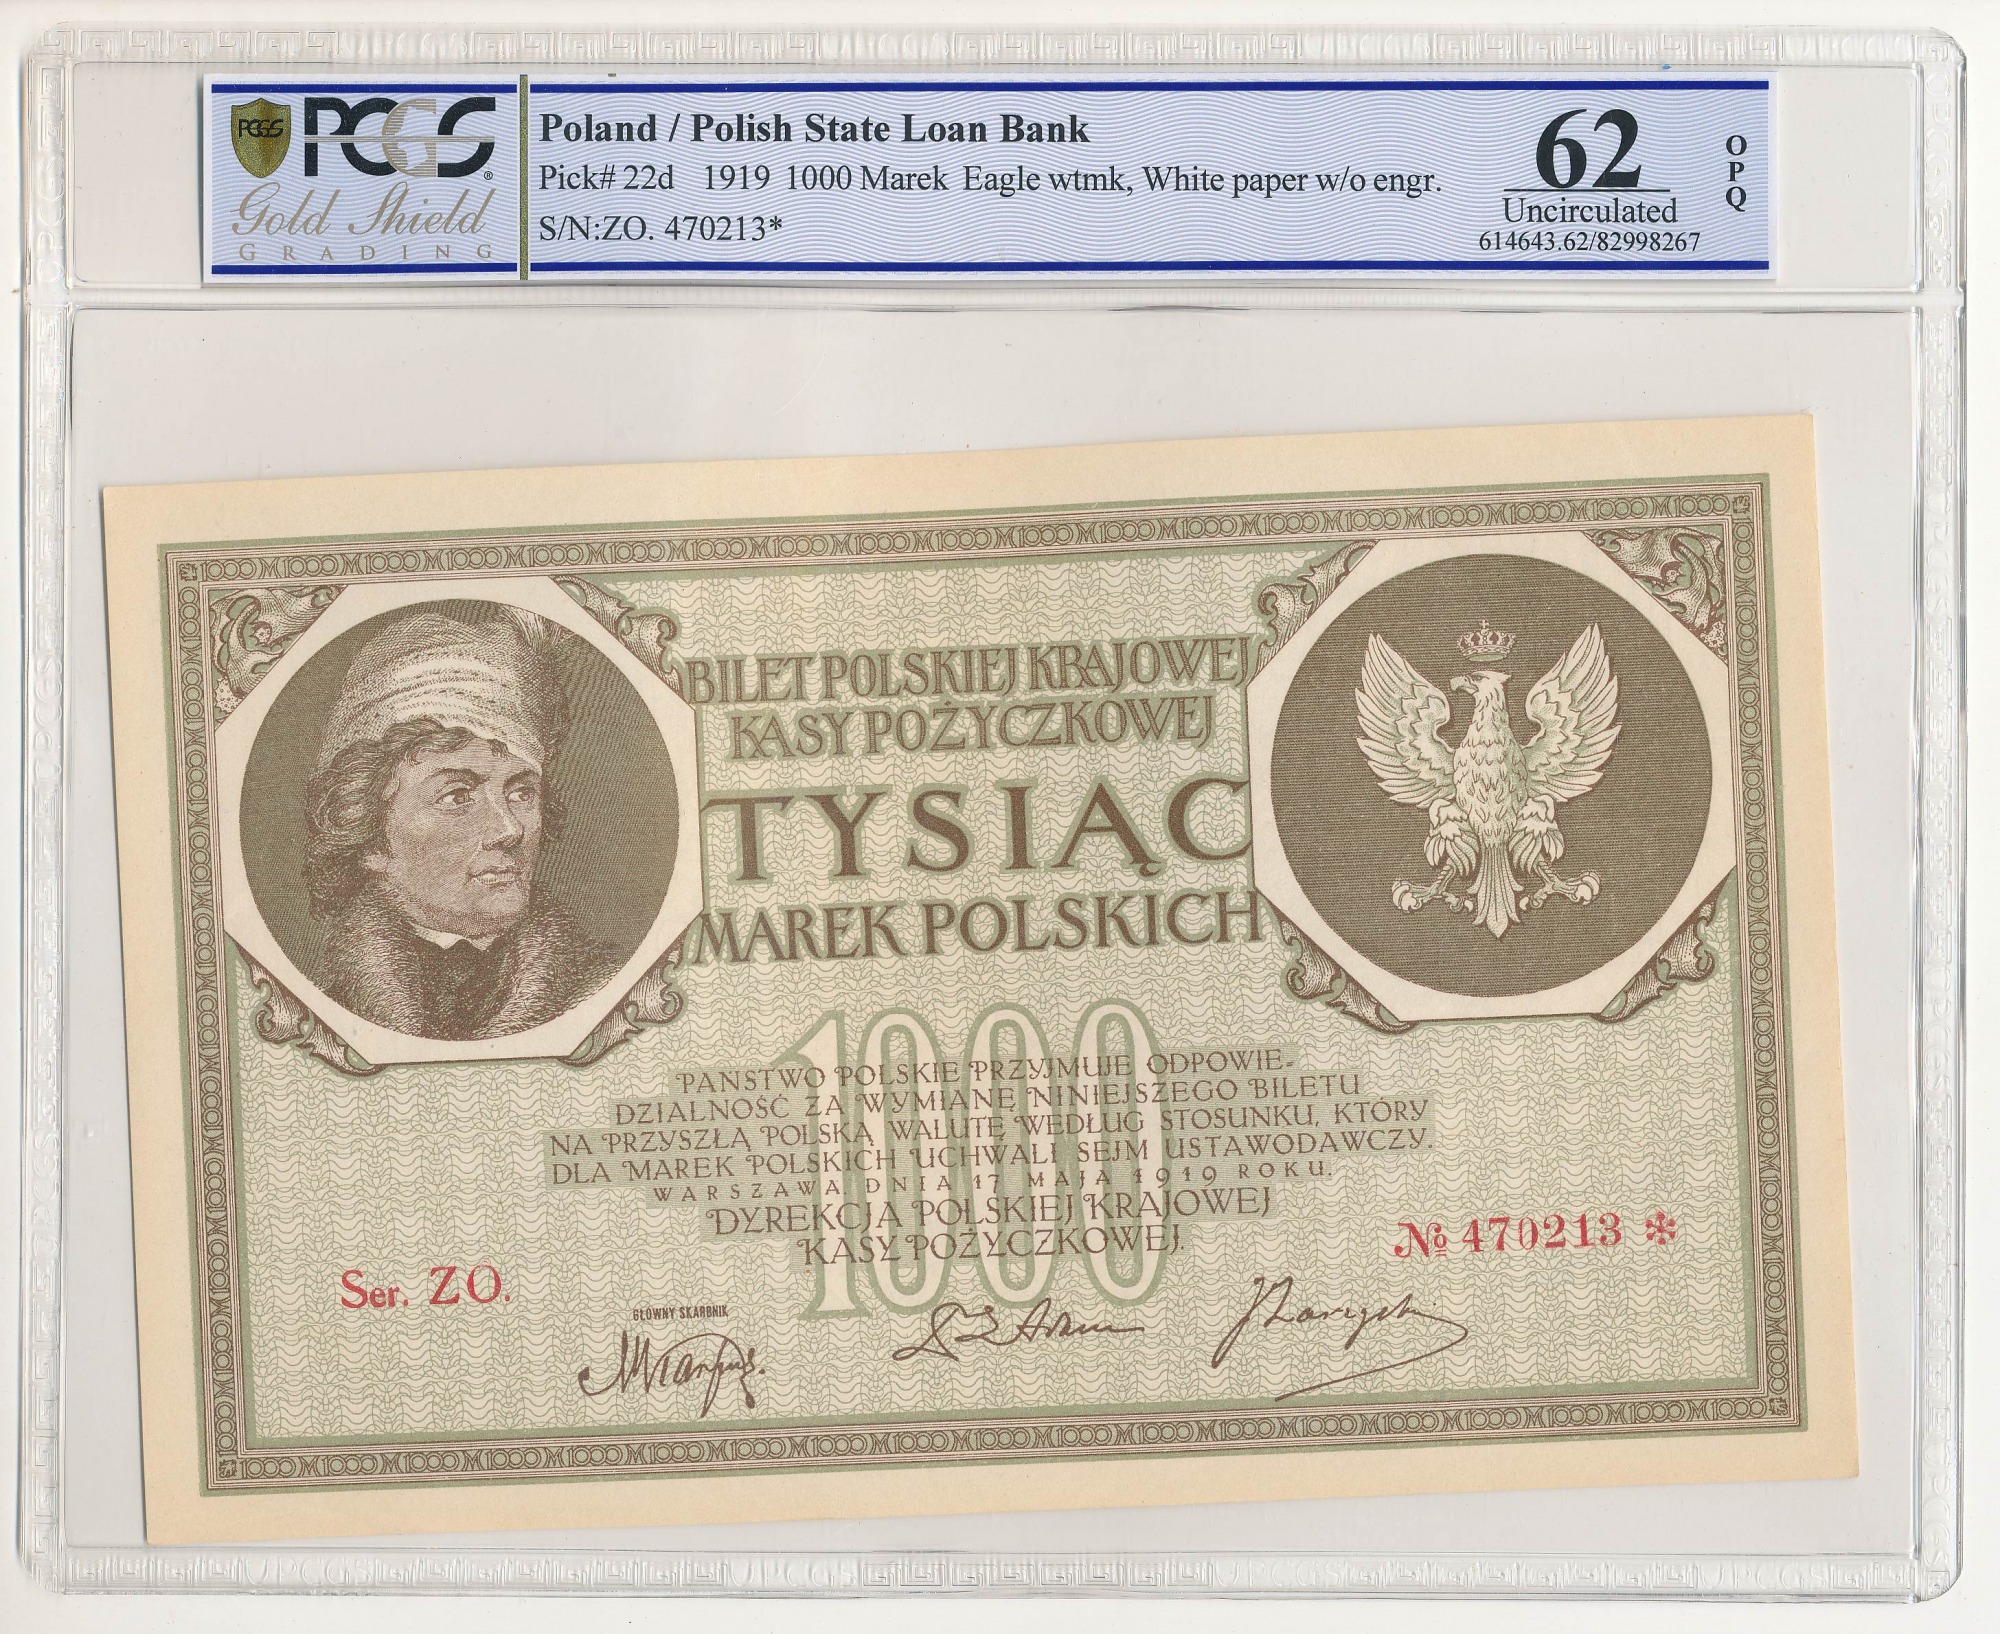 PCGS
PCGS®
Gold Shield
GRADING
Poland / Polish State Loan Bank
Pick# 22d 1919 1000 Marek Eagle wtmk, White paper w/o engr.
S/N:ZO. 470213*
62
Uncirculated
614643.62/82998267
OPQ
BILET POLSKIEJ KRAJOWEJ
KASY POŻYCZKOWEJ
TYSIĄC
MAREK POLSKICH
1000
PAŃSTWO POLSKIE PRZYJMUJE ODPOWIE-
DZIALNOŚĆ ZA WYMIANĘ NINIEJSZEGO BILETU
NA PRZYSZŁĄ POLSKĄ WALUTĘ WEDŁUG STOSUNKU, KTÓRY
DLA MAREK POLSKICH UCHWALI SEJM USTAWODAWCZY.
WARSZAWA, DNIA 17 MAJA 1919 ROKU.
DYREKCJA POLSKIEJ KRAJOWEJ
KASY POŻYCZKOWEJ.
Ser. ZO.
№ 470213 *
GŁÓWNY SKARBNIK